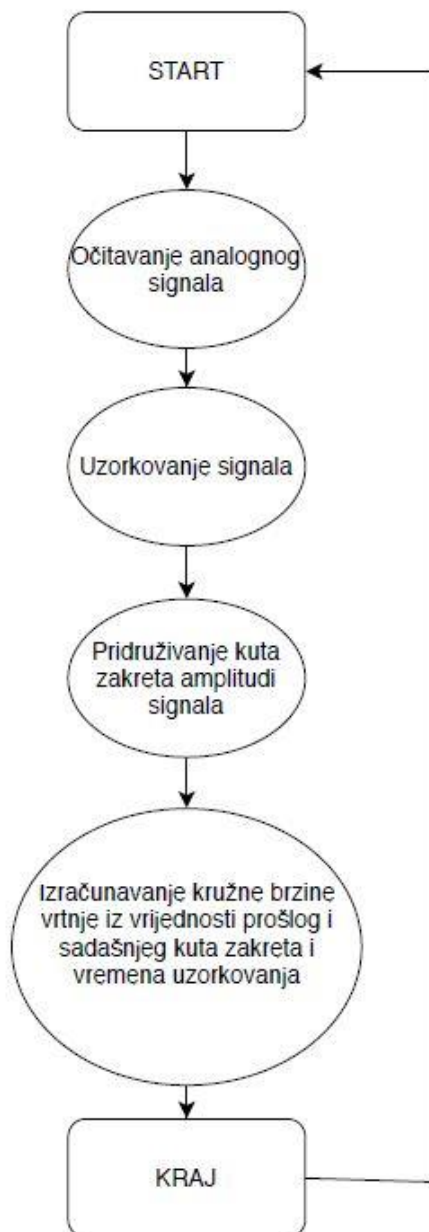 START
Očitavanje analognog
signala
Uzorkovanje signala
Pridruživanje kuta
zakreta amplitudi
signala
Izračunavanje kružne brzine
vrtnje iz vrijednosti prošlog i
sadašnjeg kuta zakreta i
vremena uzorkovanja
KRAJ